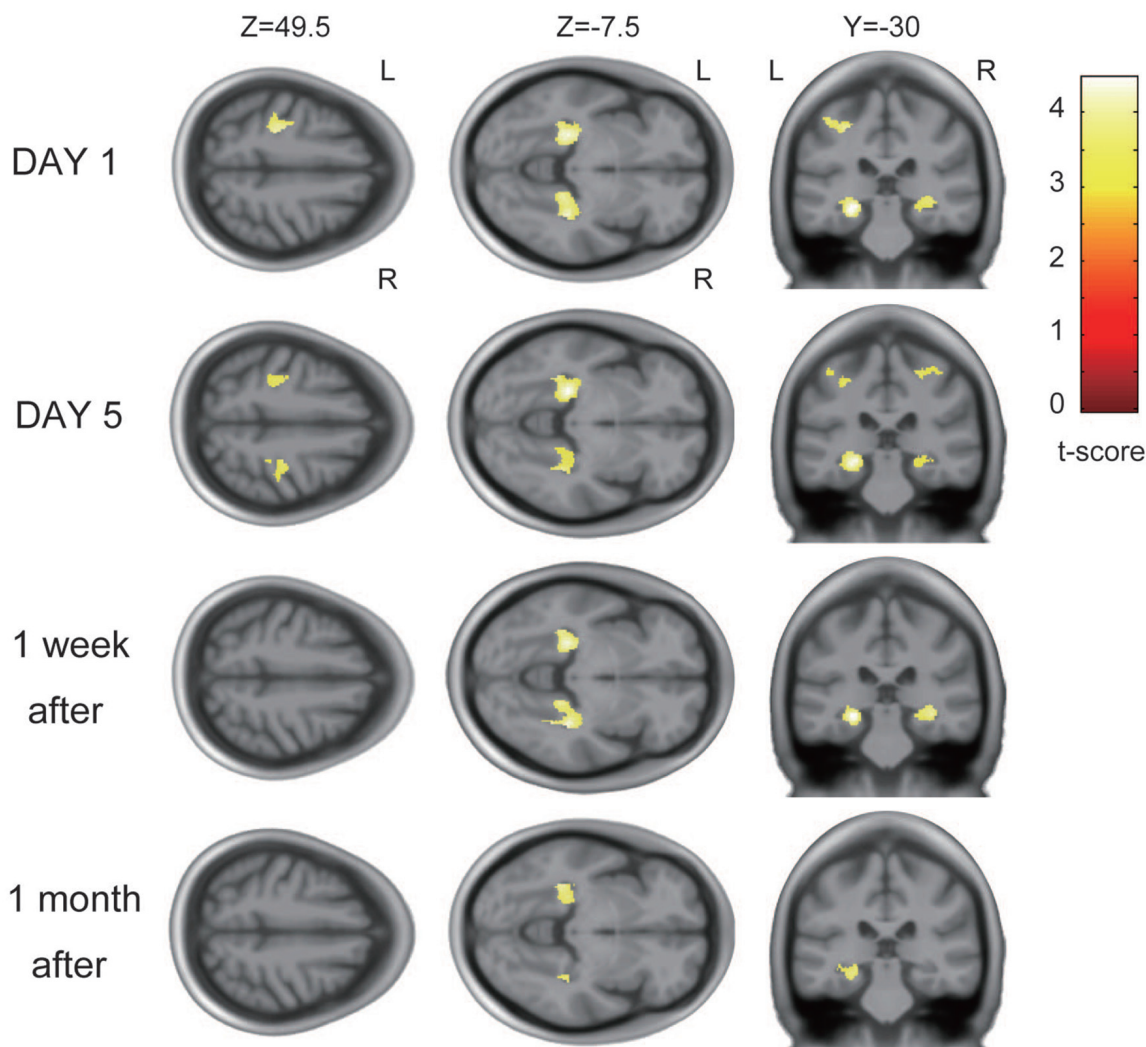 Z=49.5 Z=-7.5 Y=-30
L L L R
DAY 1
R R
4
3
2
1
0
t-score
DAY 5
1 week
after
1 month
after